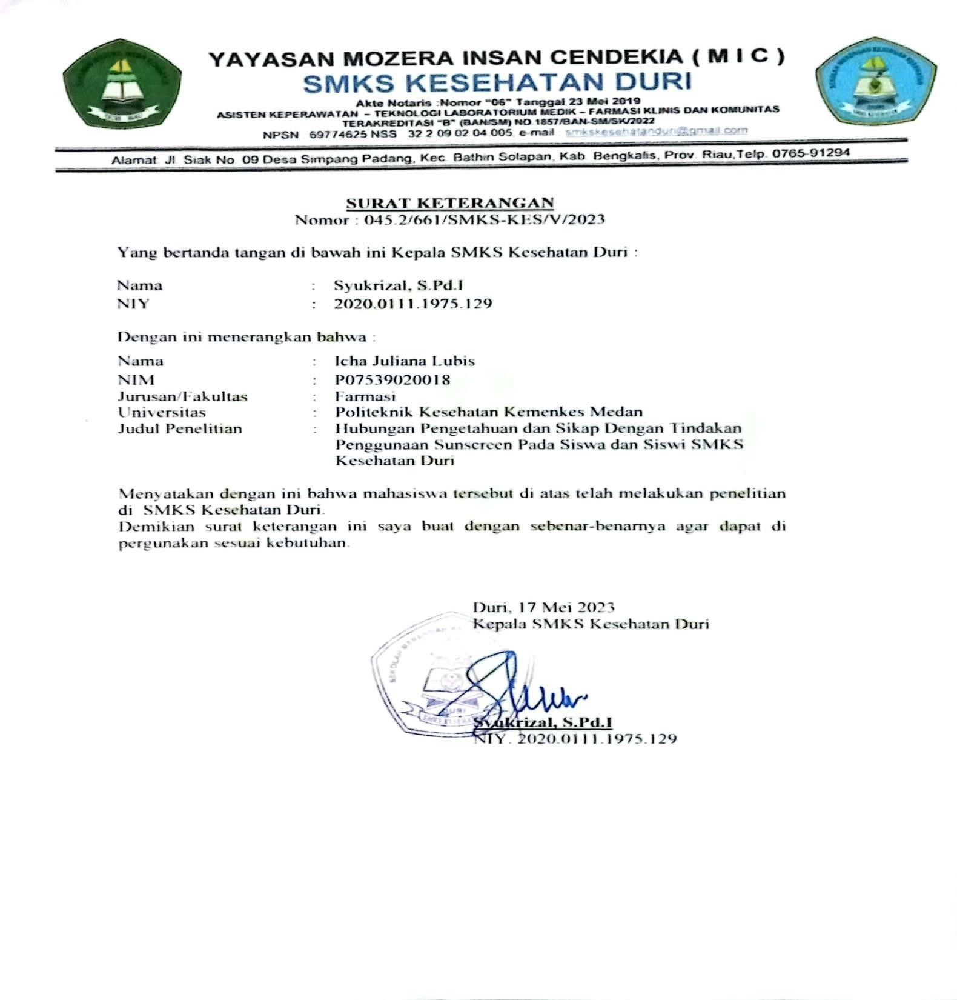 YAYASAN MOZERA INSAN CENDEKIA ( M I C )
SMKS KESEHATAN DURI
Akte Notaris :Nomor "06" Tanggal 23 Mei 2019
ASISTEN KEPERAWATAN – TEKNOLOGI LABORATORIUM MEDIK – FARMASI KLINIS DAN KOMUNITAS
TERAKREDITASI "B" (BAN/SM) NO.1857/BAN-SM/SK/2022
NPSN : 69774625 NSS : 32 2 09 02 04 005, e-mail : smkskesehatanduri@gmail.com
Alamat: Jl. Siak No. 09 Desa Simpang Padang, Kec. Bathin Solapan, Kab. Bengkalis, Prov. Riau,Telp. 0765-91294
SURAT KETERANGAN
Nomor : 045.2/661/SMKS-KES/V/2023
Yang bertanda tangan di bawah ini Kepala SMKS Kesehatan Duri :
Nama : Syukrizal, S.Pd.I
NIY : 2020.0111.1975.129
Dengan ini menerangkan bahwa :
Nama : Icha Juliana Lubis
NIM : P07539020018
Jurusan/Fakultas : Farmasi
Universitas : Politeknik Kesehatan Kemenkes Medan
Judul Penelitian : Hubungan Pengetahuan dan Sikap Dengan Tindakan
Penggunaan Sunscreen Pada Siswa dan Siswi SMKS
Kesehatan Duri
Menyatakan dengan ini bahwa mahasiswa tersebut di atas telah melakukan penelitian
di SMKS Kesehatan Duri.
Demikian surat keterangan ini saya buat dengan sebenar-benarnya agar dapat di
pergunakan sesuai kebutuhan.
Duri, 17 Mei 2023
Kepala SMKS Kesehatan Duri
SEKOLAH MENENGAH
DURI
Syukrizal, S.Pd.I
NIY. 2020.0111.1975.129